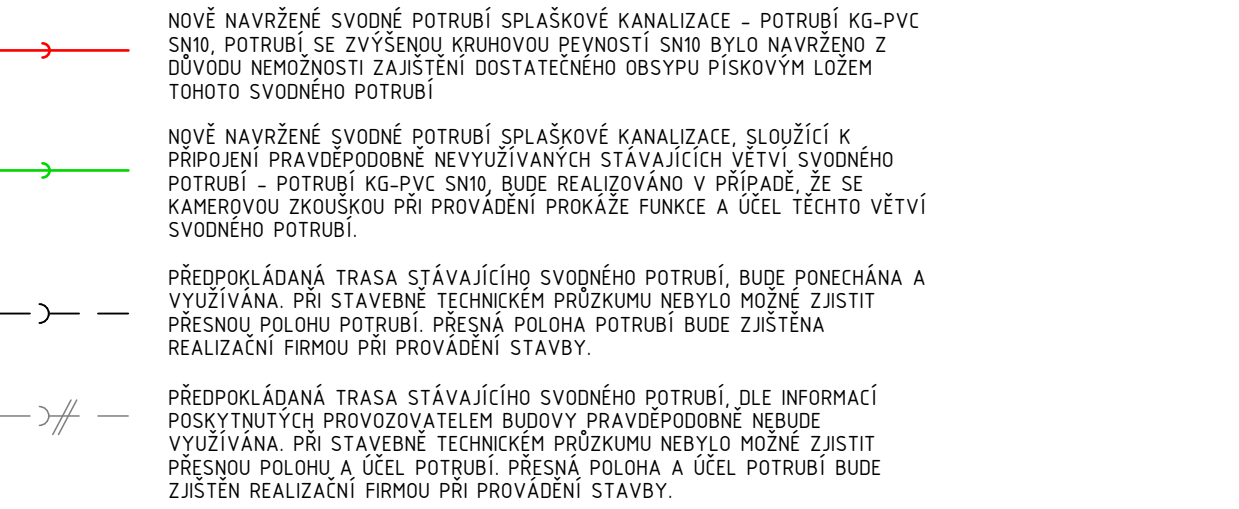 NOVĚ NAVRŽENÉ SVODNÉ POTRUBÍ SPLAŠKOVÉ KANALIZACE - POTRUBÍ KG-PVC
SN10, POTRUBÍ SE ZVÝŠENOU KRUHOVOU PEVNOSTÍ SN10 BYLO NAVRŽENO Z
DŮVODU NEMOŽNOSTI ZAJIŠTĚNÍ DOSTATEČNÉHO OBSYPU PÍSKOVÝM LOŽEM
TOHOTO SVODNÉHO POTRUBÍ
NOVĚ NAVRŽENÉ SVODNÉ POTRUBÍ SPLAŠKOVÉ KANALIZACE, SLOUŽÍCÍ K
PŘIPOJENÍ PRAVDĚPODOBNĚ NEVYUŽÍVANÝCH STÁVAJÍCÍCH VĚTVÍ SVODNÉHO
POTRUBÍ - POTRUBÍ KG-PVC SN10, BUDE REALIZOVÁNO V PŘÍPADĚ, ŽE SE
KAMEROVOU ZKOUŠKOU PŘI PROVÁDĚNÍ PROKÁŽE FUNKCE A ÚČEL TĚCHTO VĚTVÍ
SVODNÉHO POTRUBÍ.
PŘEDPOKLÁDANÁ TRASA STÁVAJÍCÍHO SVODNÉHO POTRUBÍ, BUDE PONECHÁNA A
VYUŽÍVÁNA. PŘI STAVEBNĚ TECHNICKÉM PRŮZKUMU NEBYLO MOŽNÉ ZJISTIT
PŘESNOU POLOHU POTRUBÍ. PŘESNÁ POLOHA POTRUBÍ BUDE ZJIŠTĚNA
REALIZAČNÍ FIRMOU PŘI PROVÁDĚNÍ STAVBY.
PŘEDPOKLÁDANÁ TRASA STÁVAJÍCÍHO SVODNÉHO POTRUBÍ, DLE INFORMACÍ
POSKYTNUTÝCH PROVOZOVATELEM BUDOVY PRAVDĚPODOBNĚ NEBUDE
VYUŽÍVÁNA. PŘI STAVEBNĚ TECHNICKÉM PRŮZKUMU NEBYLO MOŽNÉ ZJISTIT
PŘESNOU POLOHU A ÚČEL POTRUBÍ. PŘESNÁ POLOHA A ÚČEL POTRUBÍ BUDE
ZJIŠTĚN REALIZAČNÍ FIRMOU PŘI PROVÁDĚNÍ STAVBY.